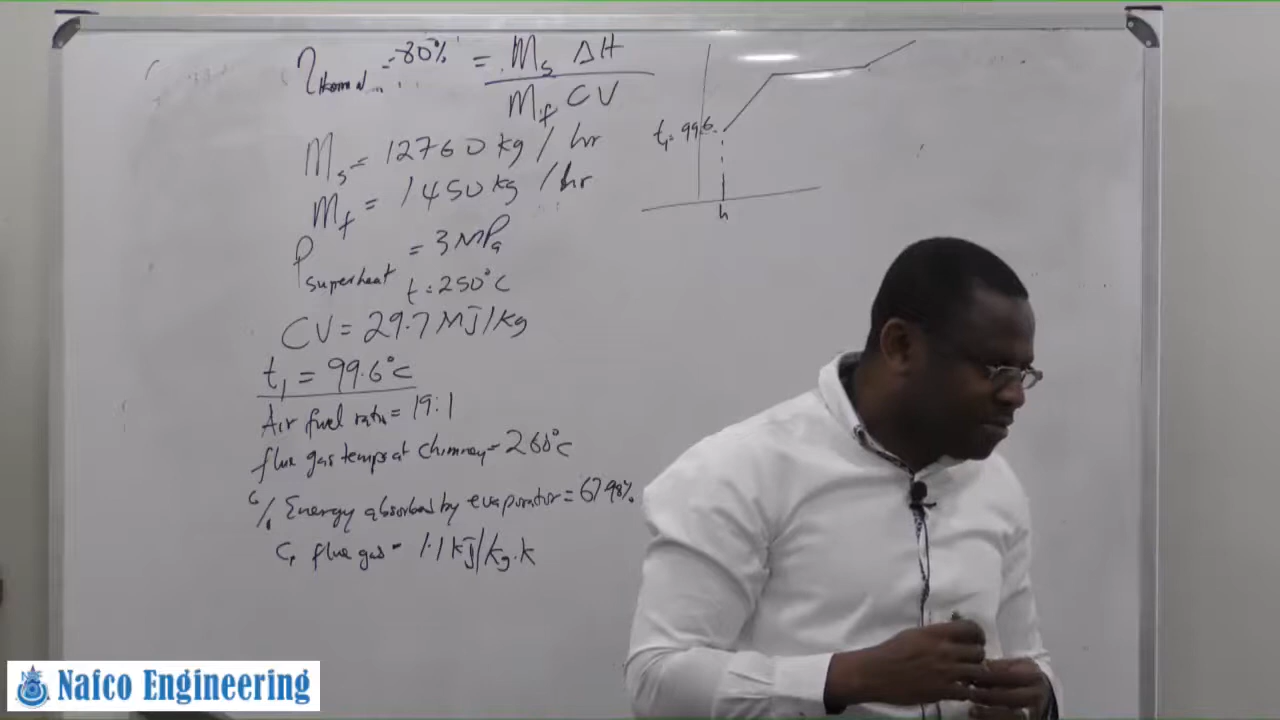 η thermal = 80% = Ms ΔH
Mf CV
Ms = 12760 kg / hr
Mf = 1450 kg / hr
P superheat = 3 MPa
t = 250°C
CV = 29.7 MJ/kg
t1 = 99.6°C
Air fuel ratio = 19:1
flue gas temps at chimney = 260°C
% Energy absorbed by evaporator = 67.98%
Cp flue gas = 1.1 kJ/kg.k
t1 = 99.6
h
Nafco Engineering